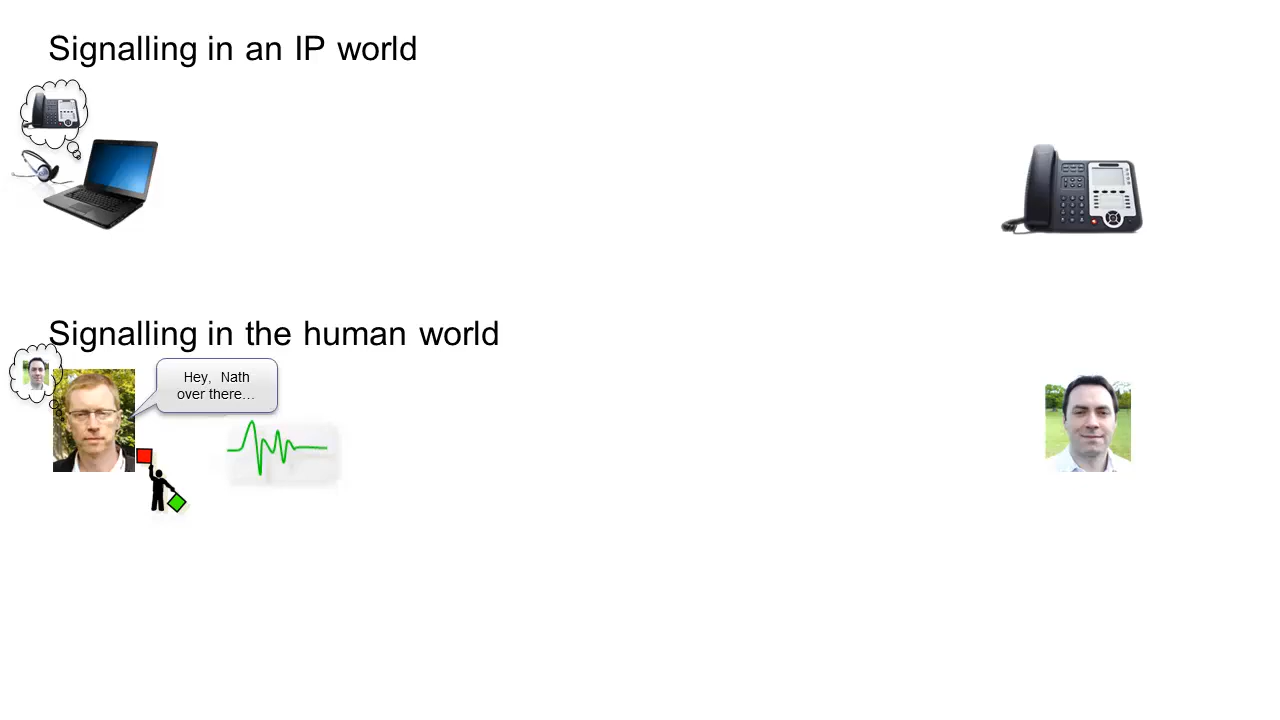 Signalling in an IP world
Signalling in the human world
Hey, Nath
over there…